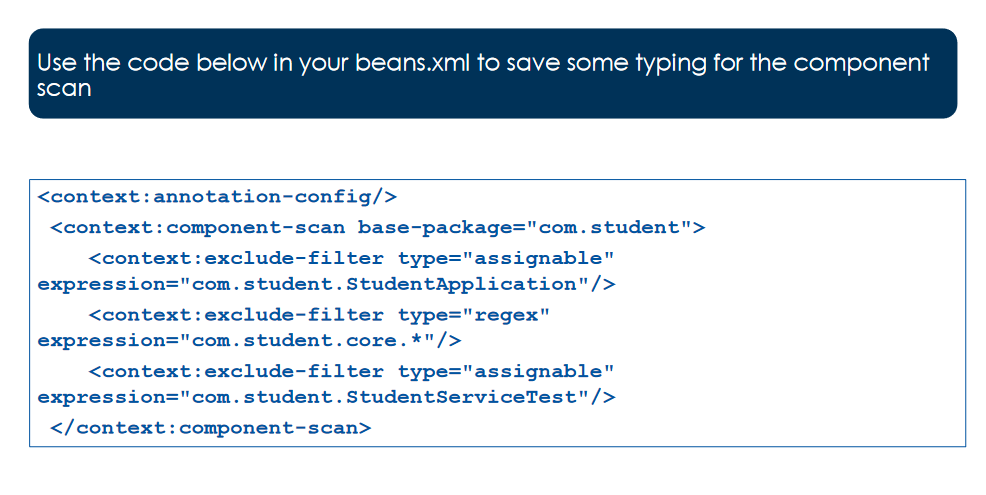 Use the code below in your beans.xml to save some typing for the component
scan
<context:annotation-config/>
<context:component-scan base-package="com.student">
<context:exclude-filter type="assignable"
expression="com.student.StudentApplication"/>
<context:exclude-filter type="regex"
expression="com.student.core.*"/>
<context:exclude-filter type="assignable"
expression="com.student.StudentServiceTest"/>
</context:component-scan>